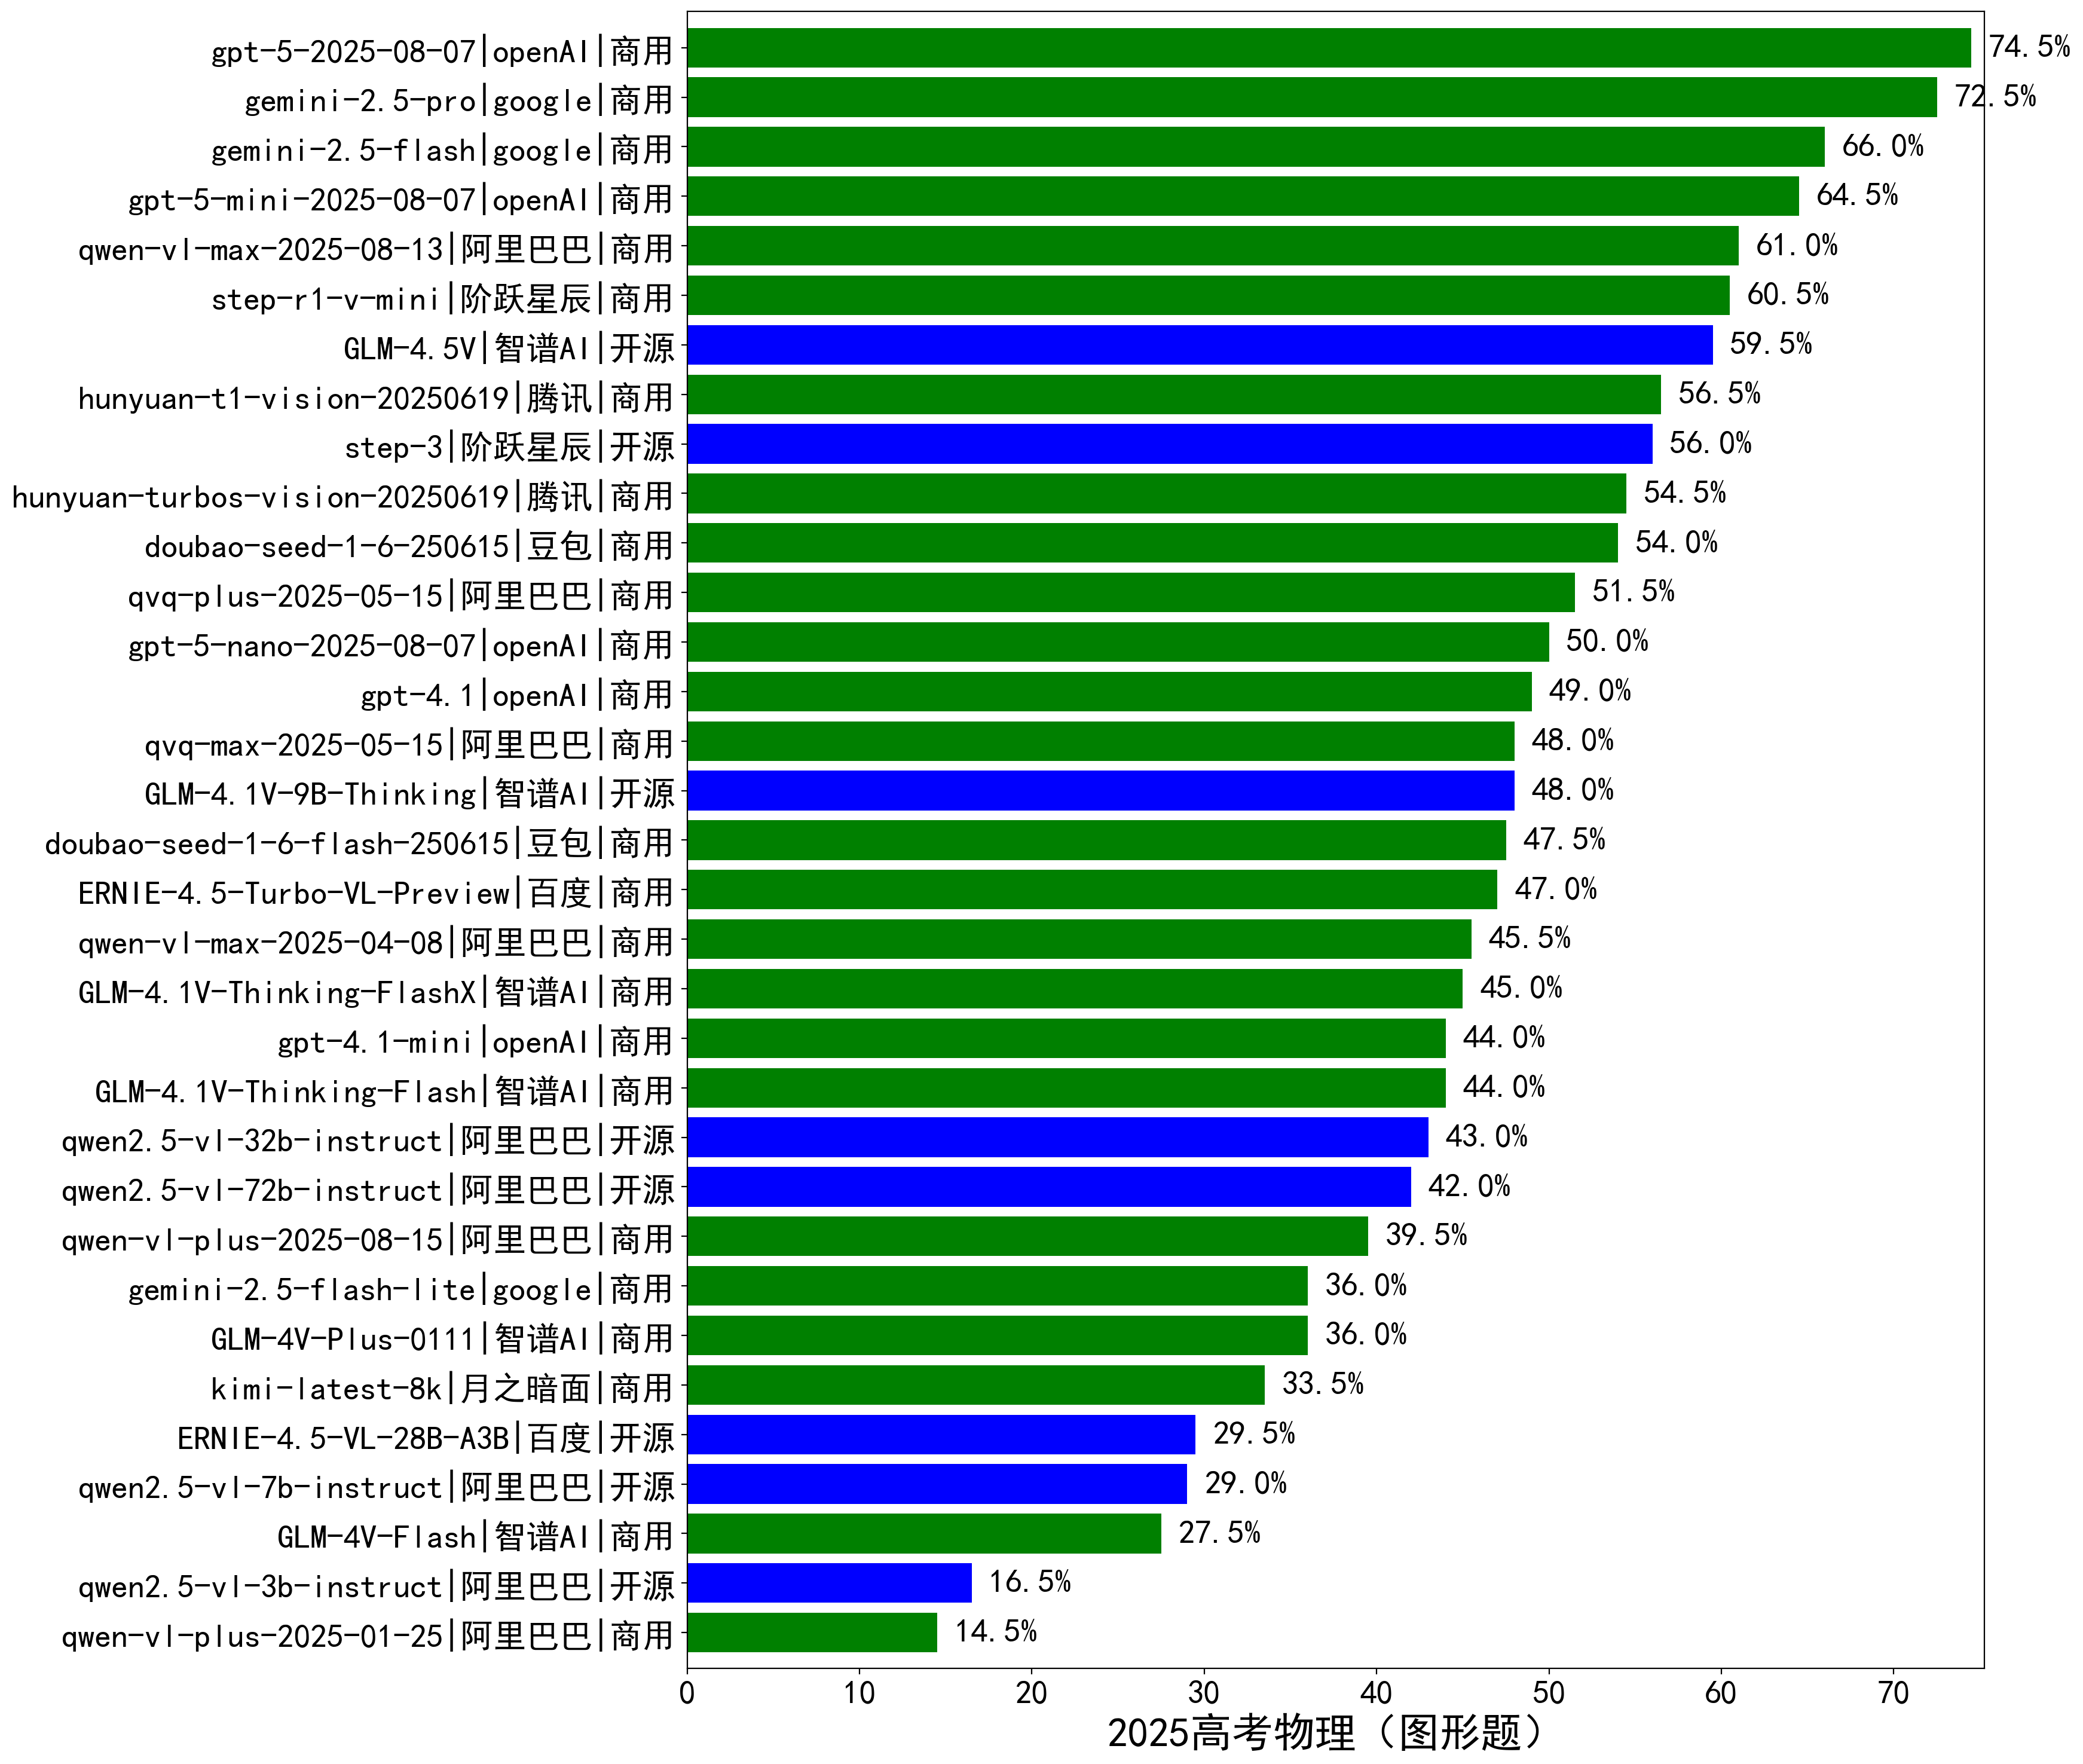 gpt-5-2025-08-07|openAI|商用 74.5%
gemini-2.5-pro|google|商用 72.5%
gemini-2.5-flash|google|商用 66.0%
gpt-5-mini-2025-08-07|openAI|商用 64.5%
qwen-vl-max-2025-08-13|阿里巴巴|商用 61.0%
step-r1-v-mini|阶跃星辰|商用 60.5%
GLM-4.5V|智谱AI|开源 59.5%
hunyuan-t1-vision-20250619|腾讯|商用 56.5%
step-3|阶跃星辰|开源 56.0%
hunyuan-turbos-vision-20250619|腾讯|商用 54.5%
doubao-seed-1-6-250615|豆包|商用 54.0%
qvq-plus-2025-05-15|阿里巴巴|商用 51.5%
gpt-5-nano-2025-08-07|openAI|商用 50.0%
gpt-4.1|openAI|商用 49.0%
qvq-max-2025-05-15|阿里巴巴|商用 48.0%
GLM-4.1V-9B-Thinking|智谱AI|开源 48.0%
doubao-seed-1-6-flash-250615|豆包|商用 47.5%
ERNIE-4.5-Turbo-VL-Preview|百度|商用 47.0%
qwen-vl-max-2025-04-08|阿里巴巴|商用 45.5%
GLM-4.1V-Thinking-FlashX|智谱AI|商用 45.0%
gpt-4.1-mini|openAI|商用 44.0%
GLM-4.1V-Thinking-Flash|智谱AI|商用 44.0%
qwen2.5-vl-32b-instruct|阿里巴巴|开源 43.0%
qwen2.5-vl-72b-instruct|阿里巴巴|开源 42.0%
qwen-vl-plus-2025-08-15|阿里巴巴|商用 39.5%
gemini-2.5-flash-lite|google|商用 36.0%
GLM-4V-Plus-0111|智谱AI|商用 36.0%
kimi-latest-8k|月之暗面|商用 33.5%
ERNIE-4.5-VL-28B-A3B|百度|开源 29.5%
qwen2.5-vl-7b-instruct|阿里巴巴|开源 29.0%
GLM-4V-Flash|智谱AI|商用 27.5%
qwen2.5-vl-3b-instruct|阿里巴巴|开源 16.5%
qwen-vl-plus-2025-01-25|阿里巴巴|商用 14.5%
0 10 20 30 40 50 60 70
2025高考物理（图形题）